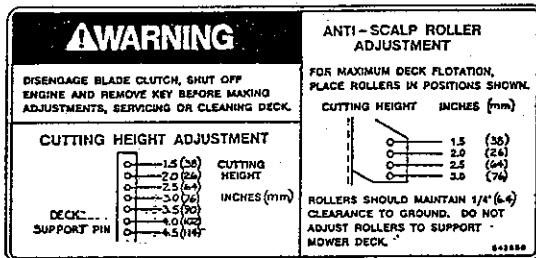 ⚠WARNING
DISENGAGE BLADE CLUTCH, SHUT OFF
ENGINE AND REMOVE KEY BEFORE MAKING
ADJUSTMENTS, SERVICING OR CLEANING DECK.
CUTTING HEIGHT ADJUSTMENT
1.5 (38) CUTTING
2.0 (26) HEIGHT
2.5 (64)
3.0 (76) INCHES (mm)
3.5 (90)
DECK
4.0 (102)
SUPPORT PIN
4.5 (114)
ANTI-SCALP ROLLER
ADJUSTMENT
FOR MAXIMUM DECK FLOTATION,
PLACE ROLLERS IN POSITIONS SHOWN.
CUTTING HEIGHT INCHES (mm)
1.5 (38)
2.0 (26)
2.5 (64)
3.0 (76)
ROLLERS SHOULD MAINTAIN 1/4" (6.4)
CLEARANCE TO GROUND. DO NOT
ADJUST ROLLERS TO SUPPORT
MOWER DECK.